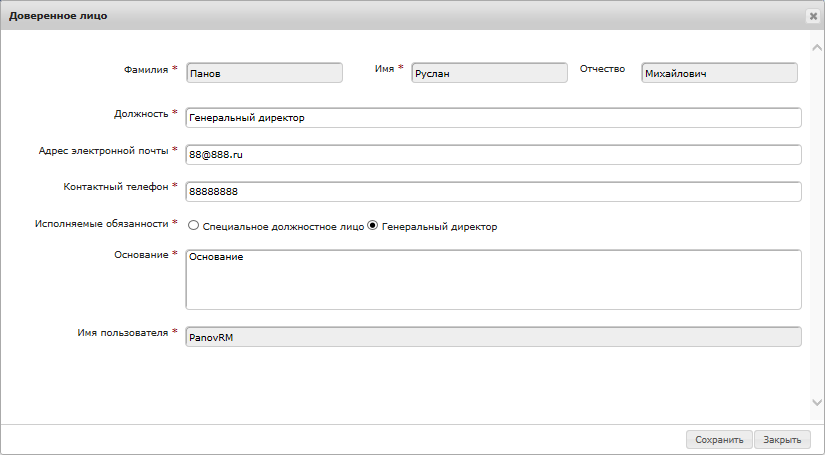 Доверенное лицо
Фамилия * Панов Имя * Руслан Отчество Михайлович
Должность * Генеральный директор
Адрес электронной почты * 88@888.ru
Контактный телефон * 88888888
Исполняемые обязанности * Специальное должностное лицо Генеральный директор
Основание * Основание
Имя пользователя * PanovRM
Сохранить Закрыть